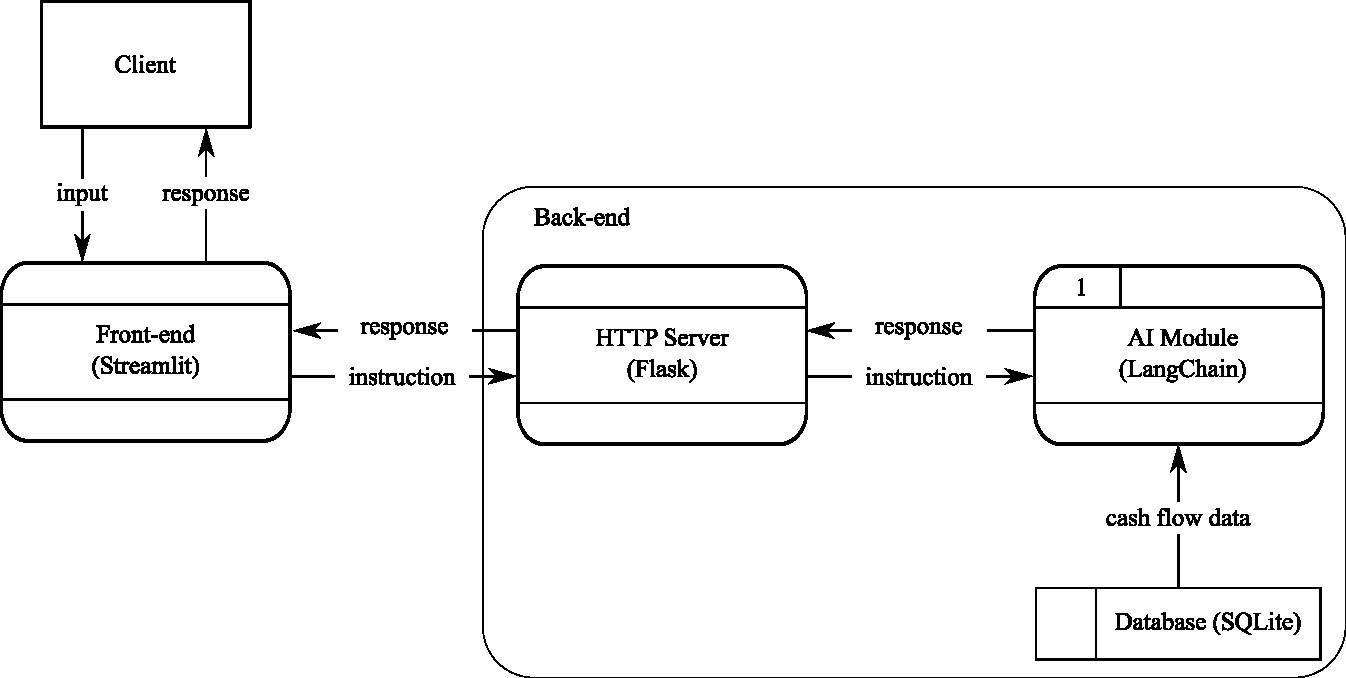 Client
input
response
Back-end
Front-end
(Streamlit)
response
instruction
HTTP Server
(Flask)
response
instruction
1
AI Module
(LangChain)
cash flow data
Database (SQLite)